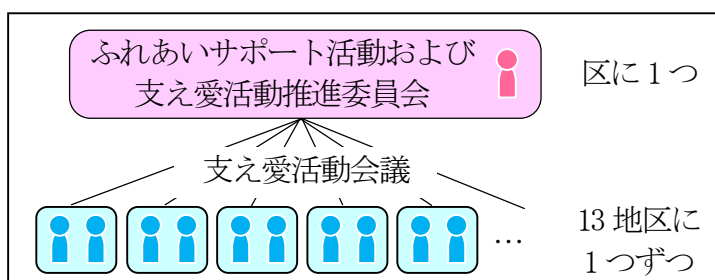 ふれあいサポート活動および
支え愛活動推進委員会
区に1つ
支え愛活動会議
…
13 地区に
1つずつ